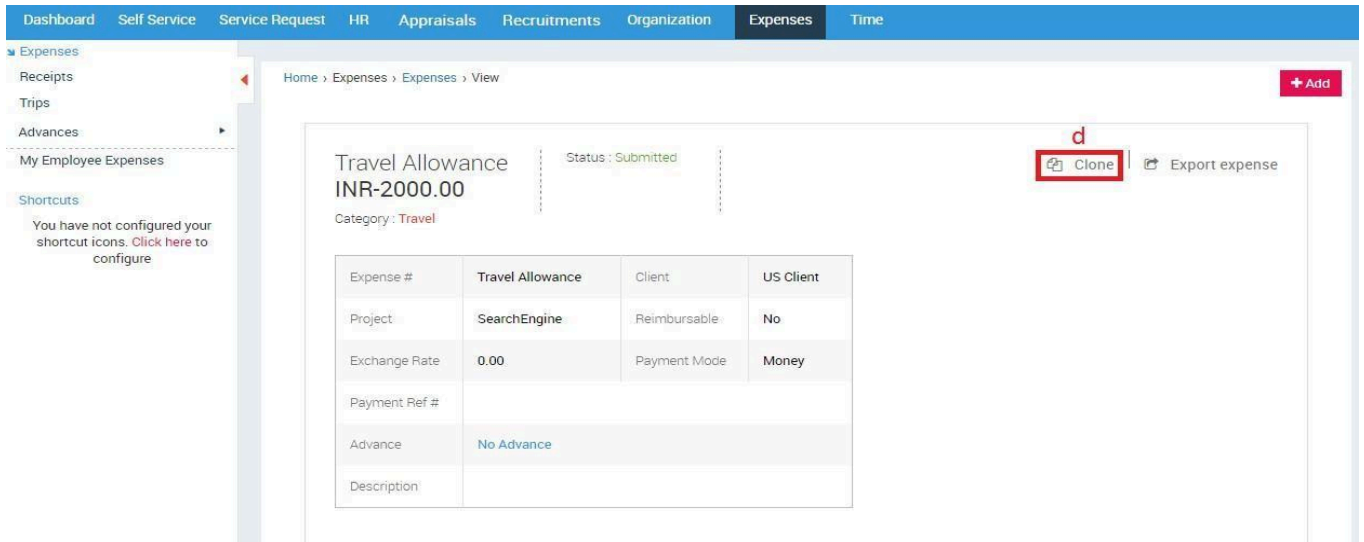 Dashboard Self Service Service Request HR Appraisals Recruitments Organization Expenses Time
Expenses
Receipts
Trips
Advances
My Employee Expenses
Shortcuts
You have not configured your
shortcut icons. Click here to
configure
Home › Expenses › Expenses › View
+ Add
d
Clone
Export expense
Travel Allowance
INR-2000.00
Category : Travel
Status : Submitted
Expense # Travel Allowance Client US Client
Project SearchEngine Reimbursable No
Exchange Rate 0.00 Payment Mode Money
Payment Ref #
Advance No Advance
Description